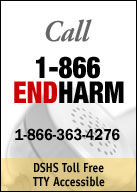 Call
1-866
ENDHARM
1-866-363-4276
DSHS Toll Free
TTY Accessible